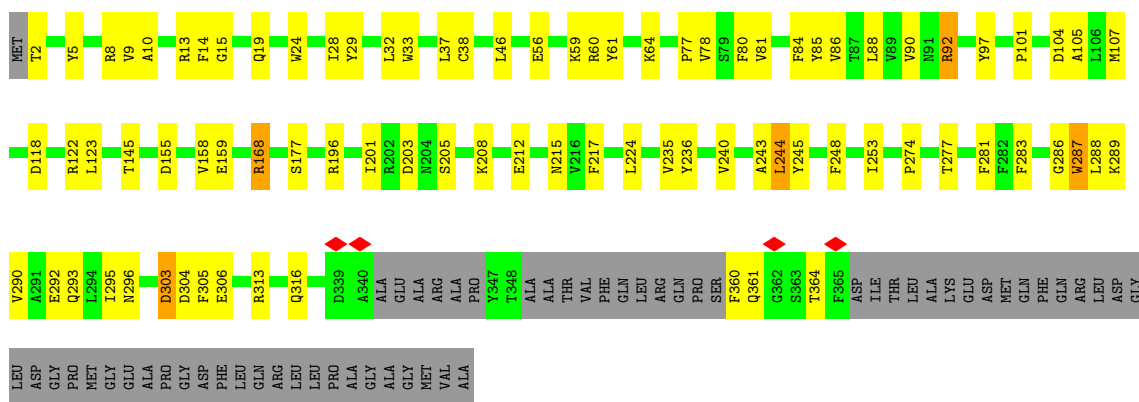 MET T2 Y5 R8 V9 A10 R13 F14 G15 Q19 W24 I28 Y29 L32 W33 L37 C38 L46 E56 K59 R60 Y61 K64 P77 V78 S79 F80 V81 F84 Y85 V86 T87 L88 V89 V90 N91 R92 Y97 P101 D104 A105 L106 M107
D118 R122 L123 T145 D155 V158 E159 R168 S177 R196 I201 R202 D203 N204 S205 K208 E212 N215 V216 F217 L224 V235 Y236 V240 A243 L244 Y245 F248 I253 P274 T277 F281 F282 F283 G286 W287 L288 K289
V290 A291 E292 Q293 L294 I295 N296 D303 D304 F305 E306 R313 Q316 D339 A340 ALA GLU ALA ARG ALA PRO Y347 T348 ALA ALA THR VAL PHE GLN LEU ARG GLN PRO SER F360 Q361 G362 S363 T364 F365 ASP ILE THR LEU ALA LYS GLU ASP MET GLN PHE GLN ARG LEU ASP GLY
LEU ASP GLY PRO MET GLY GLU ALA PRO GLY ASP PHE LEU GLN ARG LEU LEU PRO ALA GLY ALA GLY MET VAL ALA